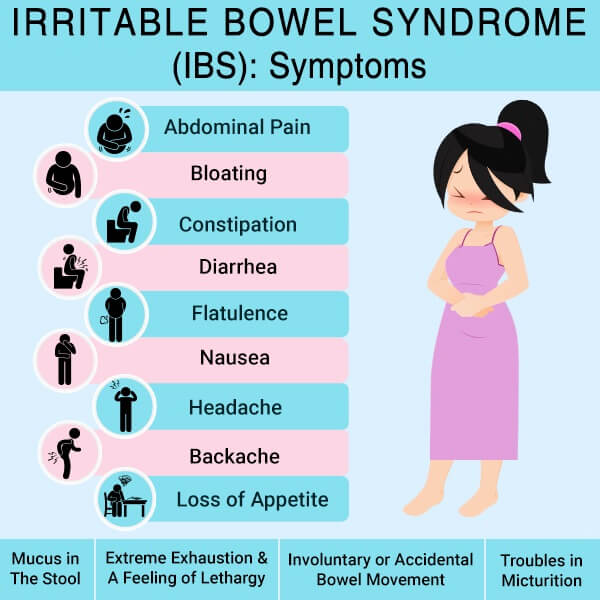 IRRITABLE BOWEL SYNDROME
(IBS): Symptoms
Abdominal Pain
Bloating
Constipation
Diarrhea
Flatulence
Nausea
Headache
Backache
Loss of Appetite
Mucus in
The Stool
Extreme Exhaustion &
A Feeling of Lethargy
Involuntary or Accidental
Bowel Movement
Troubles in
Micturition